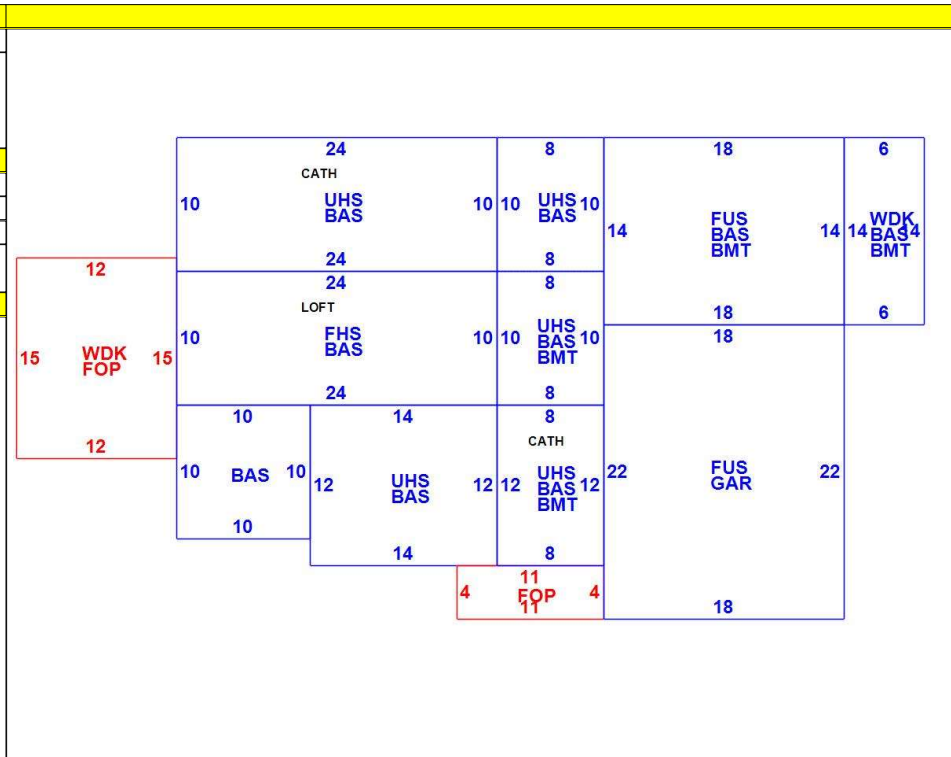 24 8 18 6
CATH
10 UHS 10 10 UHS 10
BAS BAS
14 FUS 14 14 WDK 14
BAS BAS
BMT BMT
24 8
12
24 8
LOFT
18 6
18
10 FHS 10 10 UHS 10
BAS BAS
BMT
15 WDK 15
FOP
24 8
10 14 8
CATH
12
10 BAS 10 12 UHS 12 12 UHS 12 22 FUS 22
BAS BAS GAR
BMT
10
14 8
11
4 FOP 4
11
18